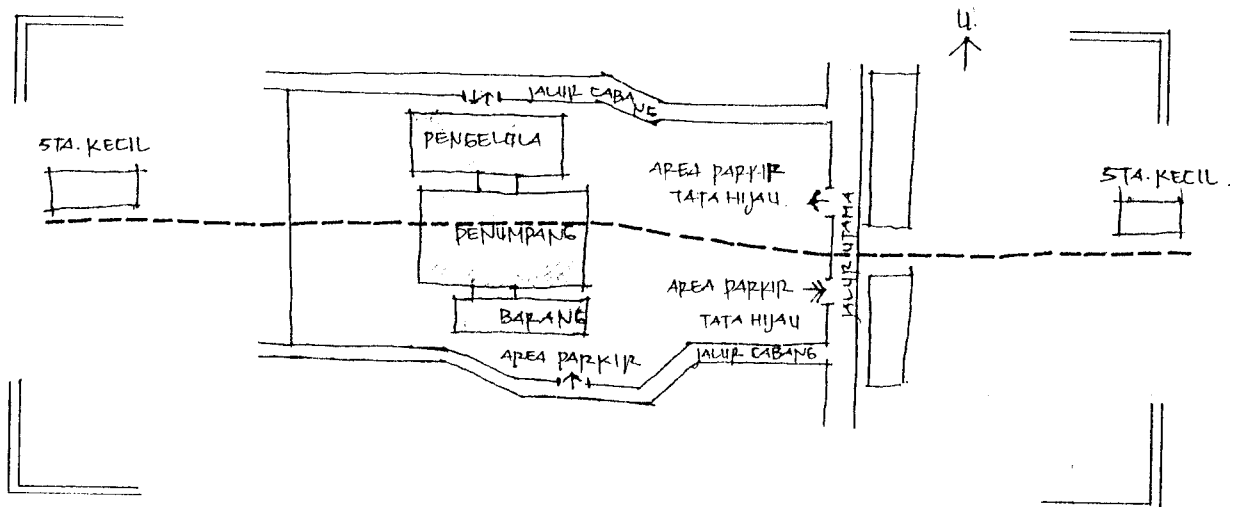 U.
JALUR CABANG
STA. KECIL
PENGELOLA
AREA PARKIR
TATA HIJAU.
STA. KECIL.
PENUMPANG
JALUR UTAMA
AREA PARKIR
TATA HIJAU
BARANG
AREA PARKIR
JALUR CABANG